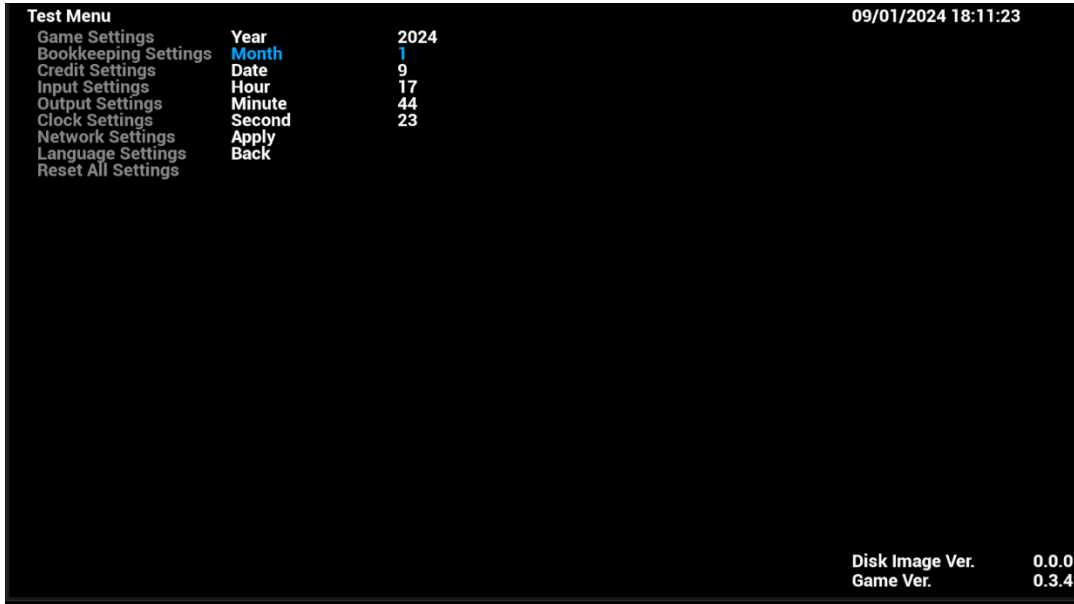 Test Menu 09/01/2024 18:11:23
Game Settings Year 2024
Bookkeeping Settings Month 1
Credit Settings Date 9
Input Settings Hour 17
Output Settings Minute 44
Clock Settings Second 23
Network Settings Apply
Language Settings Back
Reset All Settings
Disk Image Ver. 0.0.0
Game Ver. 0.3.4